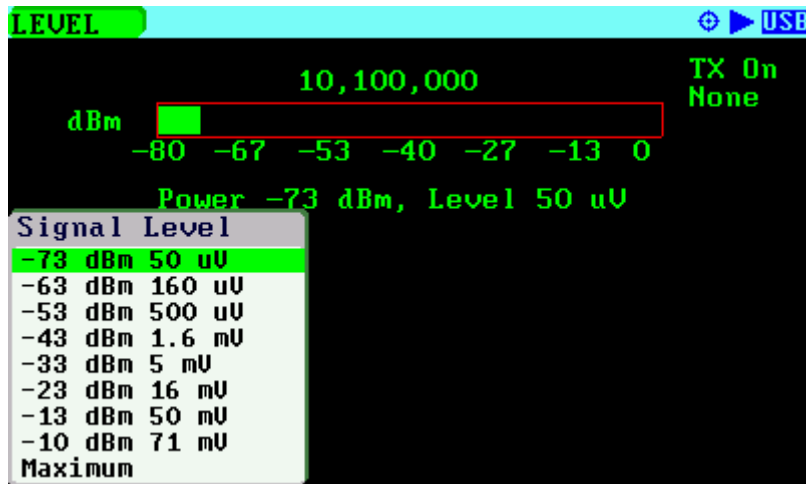 LEVEL USB
10,100,000
TX On
None
dBm
-80 -67 -53 -40 -27 -13 0
Power -73 dBm, Level 50 uV
Signal Level
-73 dBm 50 uV
-63 dBm 160 uV
-53 dBm 500 uV
-43 dBm 1.6 mV
-33 dBm 5 mV
-23 dBm 16 mV
-13 dBm 50 mV
-10 dBm 71 mV
Maximum